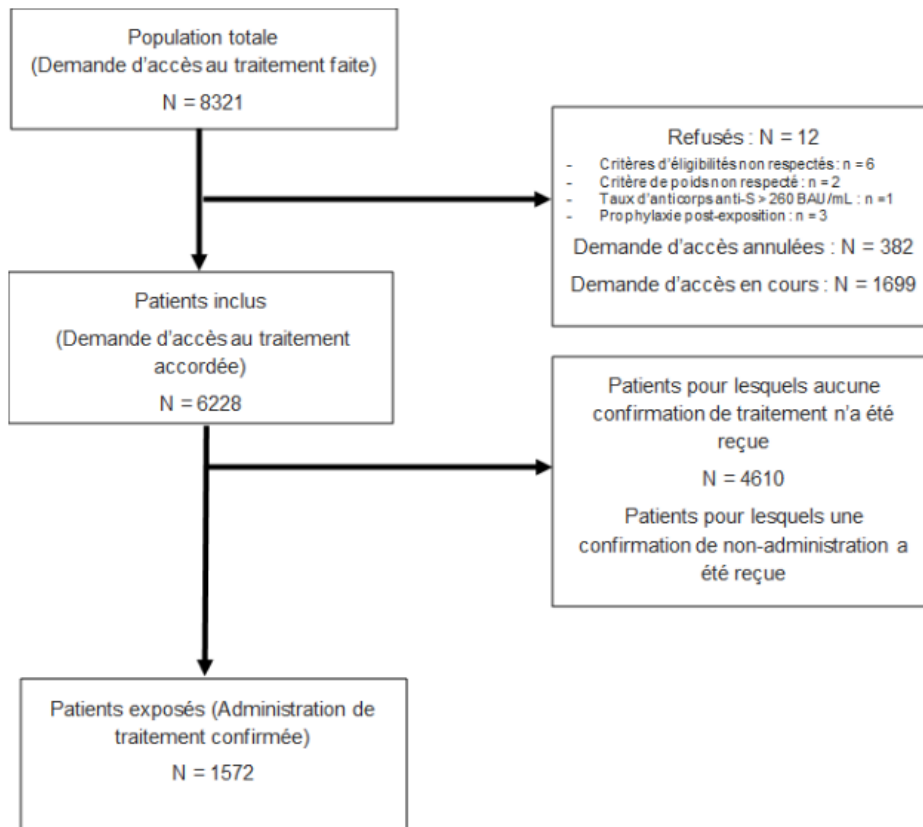 Population totale
(Demande d'accès au traitement faite)
N = 8321
Refusés : N = 12
- Critères d'éligibilités non respectés : n = 6
- Critère de poids non respecté : n = 2
- Taux d'anticorps anti-S > 260 BAU/mL : n =1
- Prophylaxie post-exposition : n = 3
Demande d'accès annulées : N = 382
Demande d'accès en cours : N = 1699
Patients inclus
(Demande d'accès au traitement
accordée)
N = 6228
Patients pour lesquels aucune
confirmation de traitement n'a été
reçue
N = 4610
Patients pour lesquels une
confirmation de non-administration a
été reçue
Patients exposés (Administration de
traitement confirmée)
N = 1572